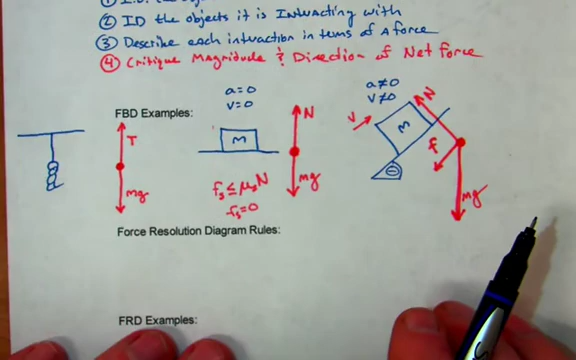 ② ID the objects it is Interacting with
③ Describe each interaction in terms of A force
④ Critique Magnitude & Direction of Net force
FBD Examples:
a=0
v=0
a≠0
v≠0
T
mg
M
N
mg
fₛ≤μₛN
fₛ=0
v
M
θ
N
f
mg
Force Resolution Diagram Rules:
FRD Examples: